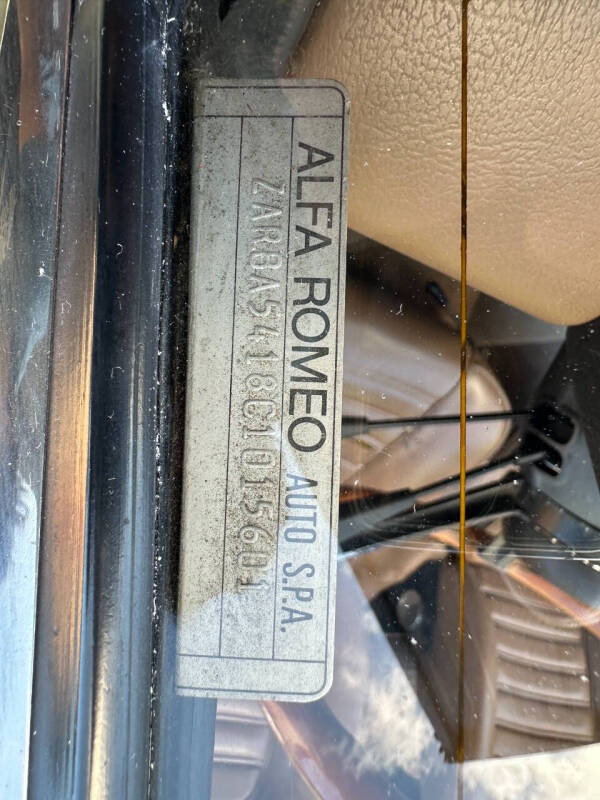 ALFA ROMEO AUTO S.P.A.
ZARBA5418C1015601